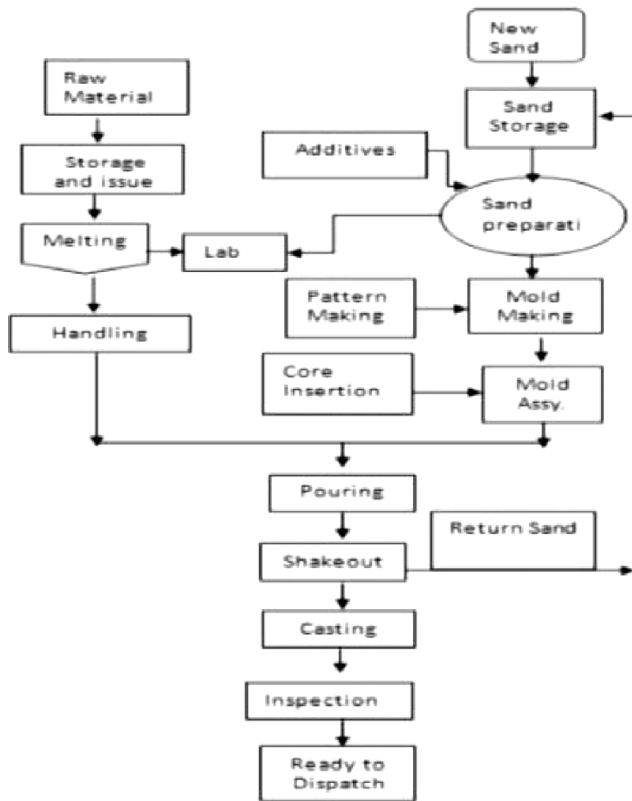 New
Sand
Raw
Material
Sand
Storage
Additives
Storage
and issue
Sand
preparati
Melting
Lab
Pattern
Making
Mold
Making
Handling
Core
Insertion
Mold
Assy.
Pouring
Return Sand
Shakeout
Casting
Inspection
Ready to
Dispatch